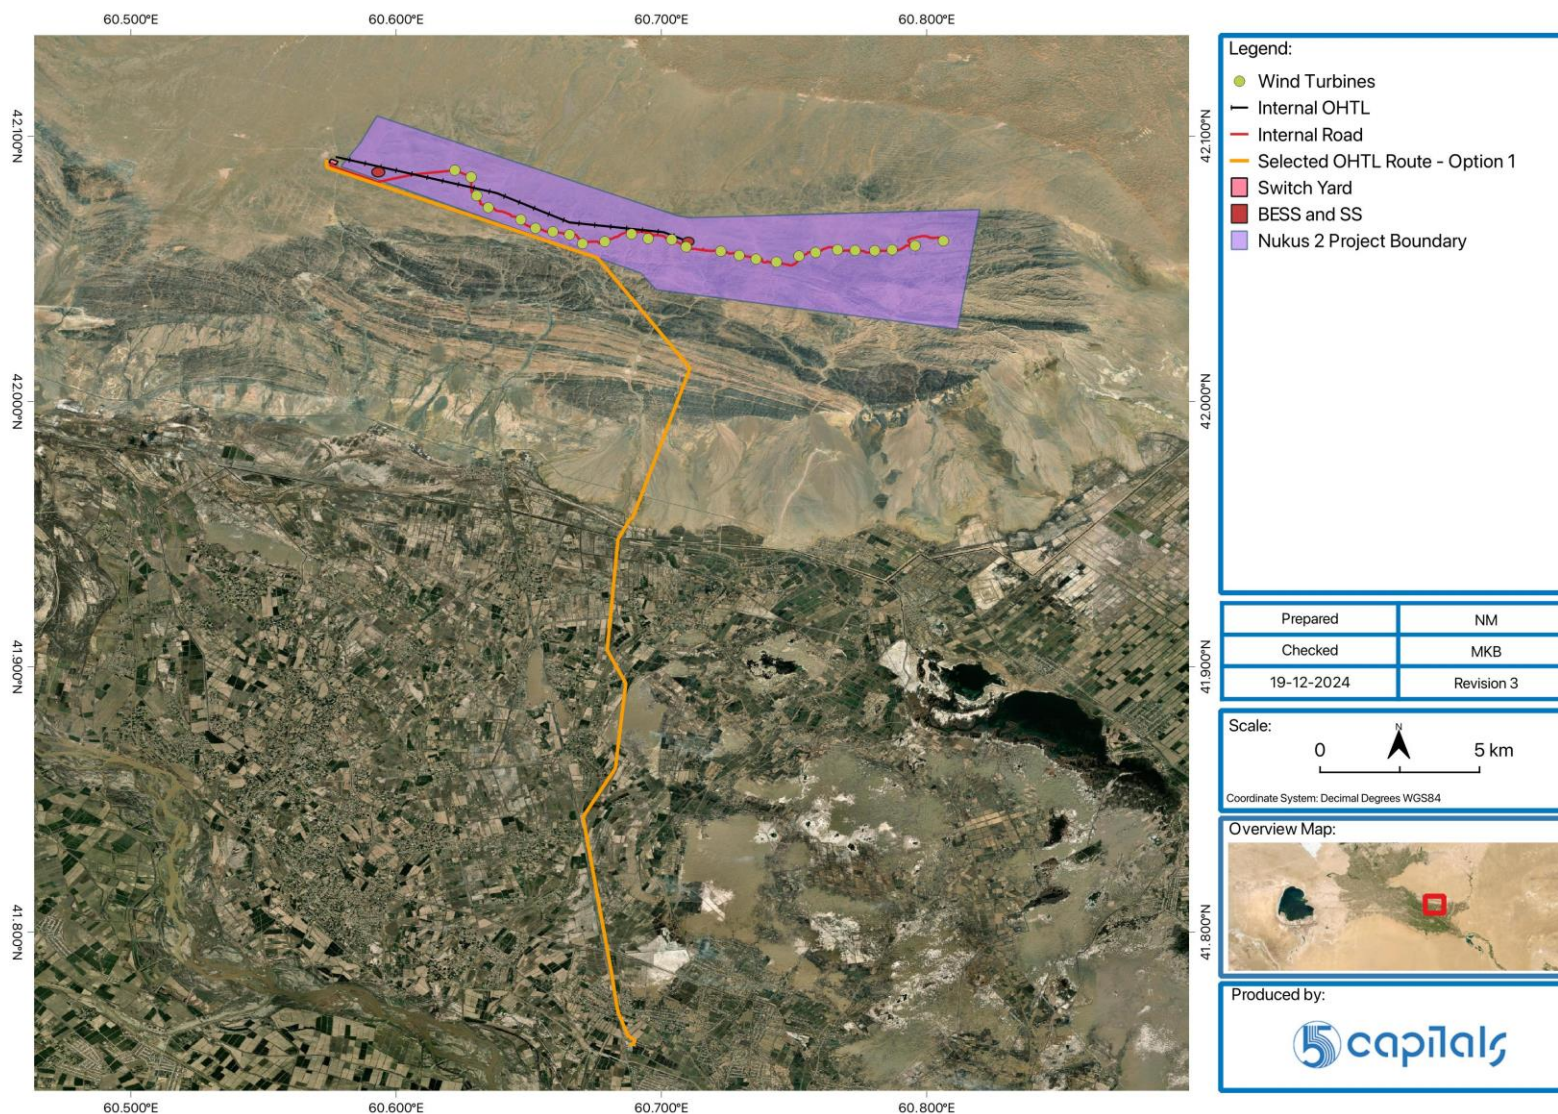 60.500°E
60.600°E
60.700°E
60.800°E
42.100°N
42.000°N
41.900°N
41.800°N
42.100°N
42.000°N
41.900°N
41.800°N
60.500°E
60.600°E
60.700°E
60.800°E
Legend:
Wind Turbines
Internal OHTL
Internal Road
Selected OHTL Route - Option 1
Switch Yard
BESS and SS
Nukus 2 Project Boundary
Prepared NM
Checked MKB
19-12-2024 Revision 3
Scale:
N
0 5 km
Coordinate System: Decimal Degrees WGS84
Overview Map:
Produced by:
5 capitals